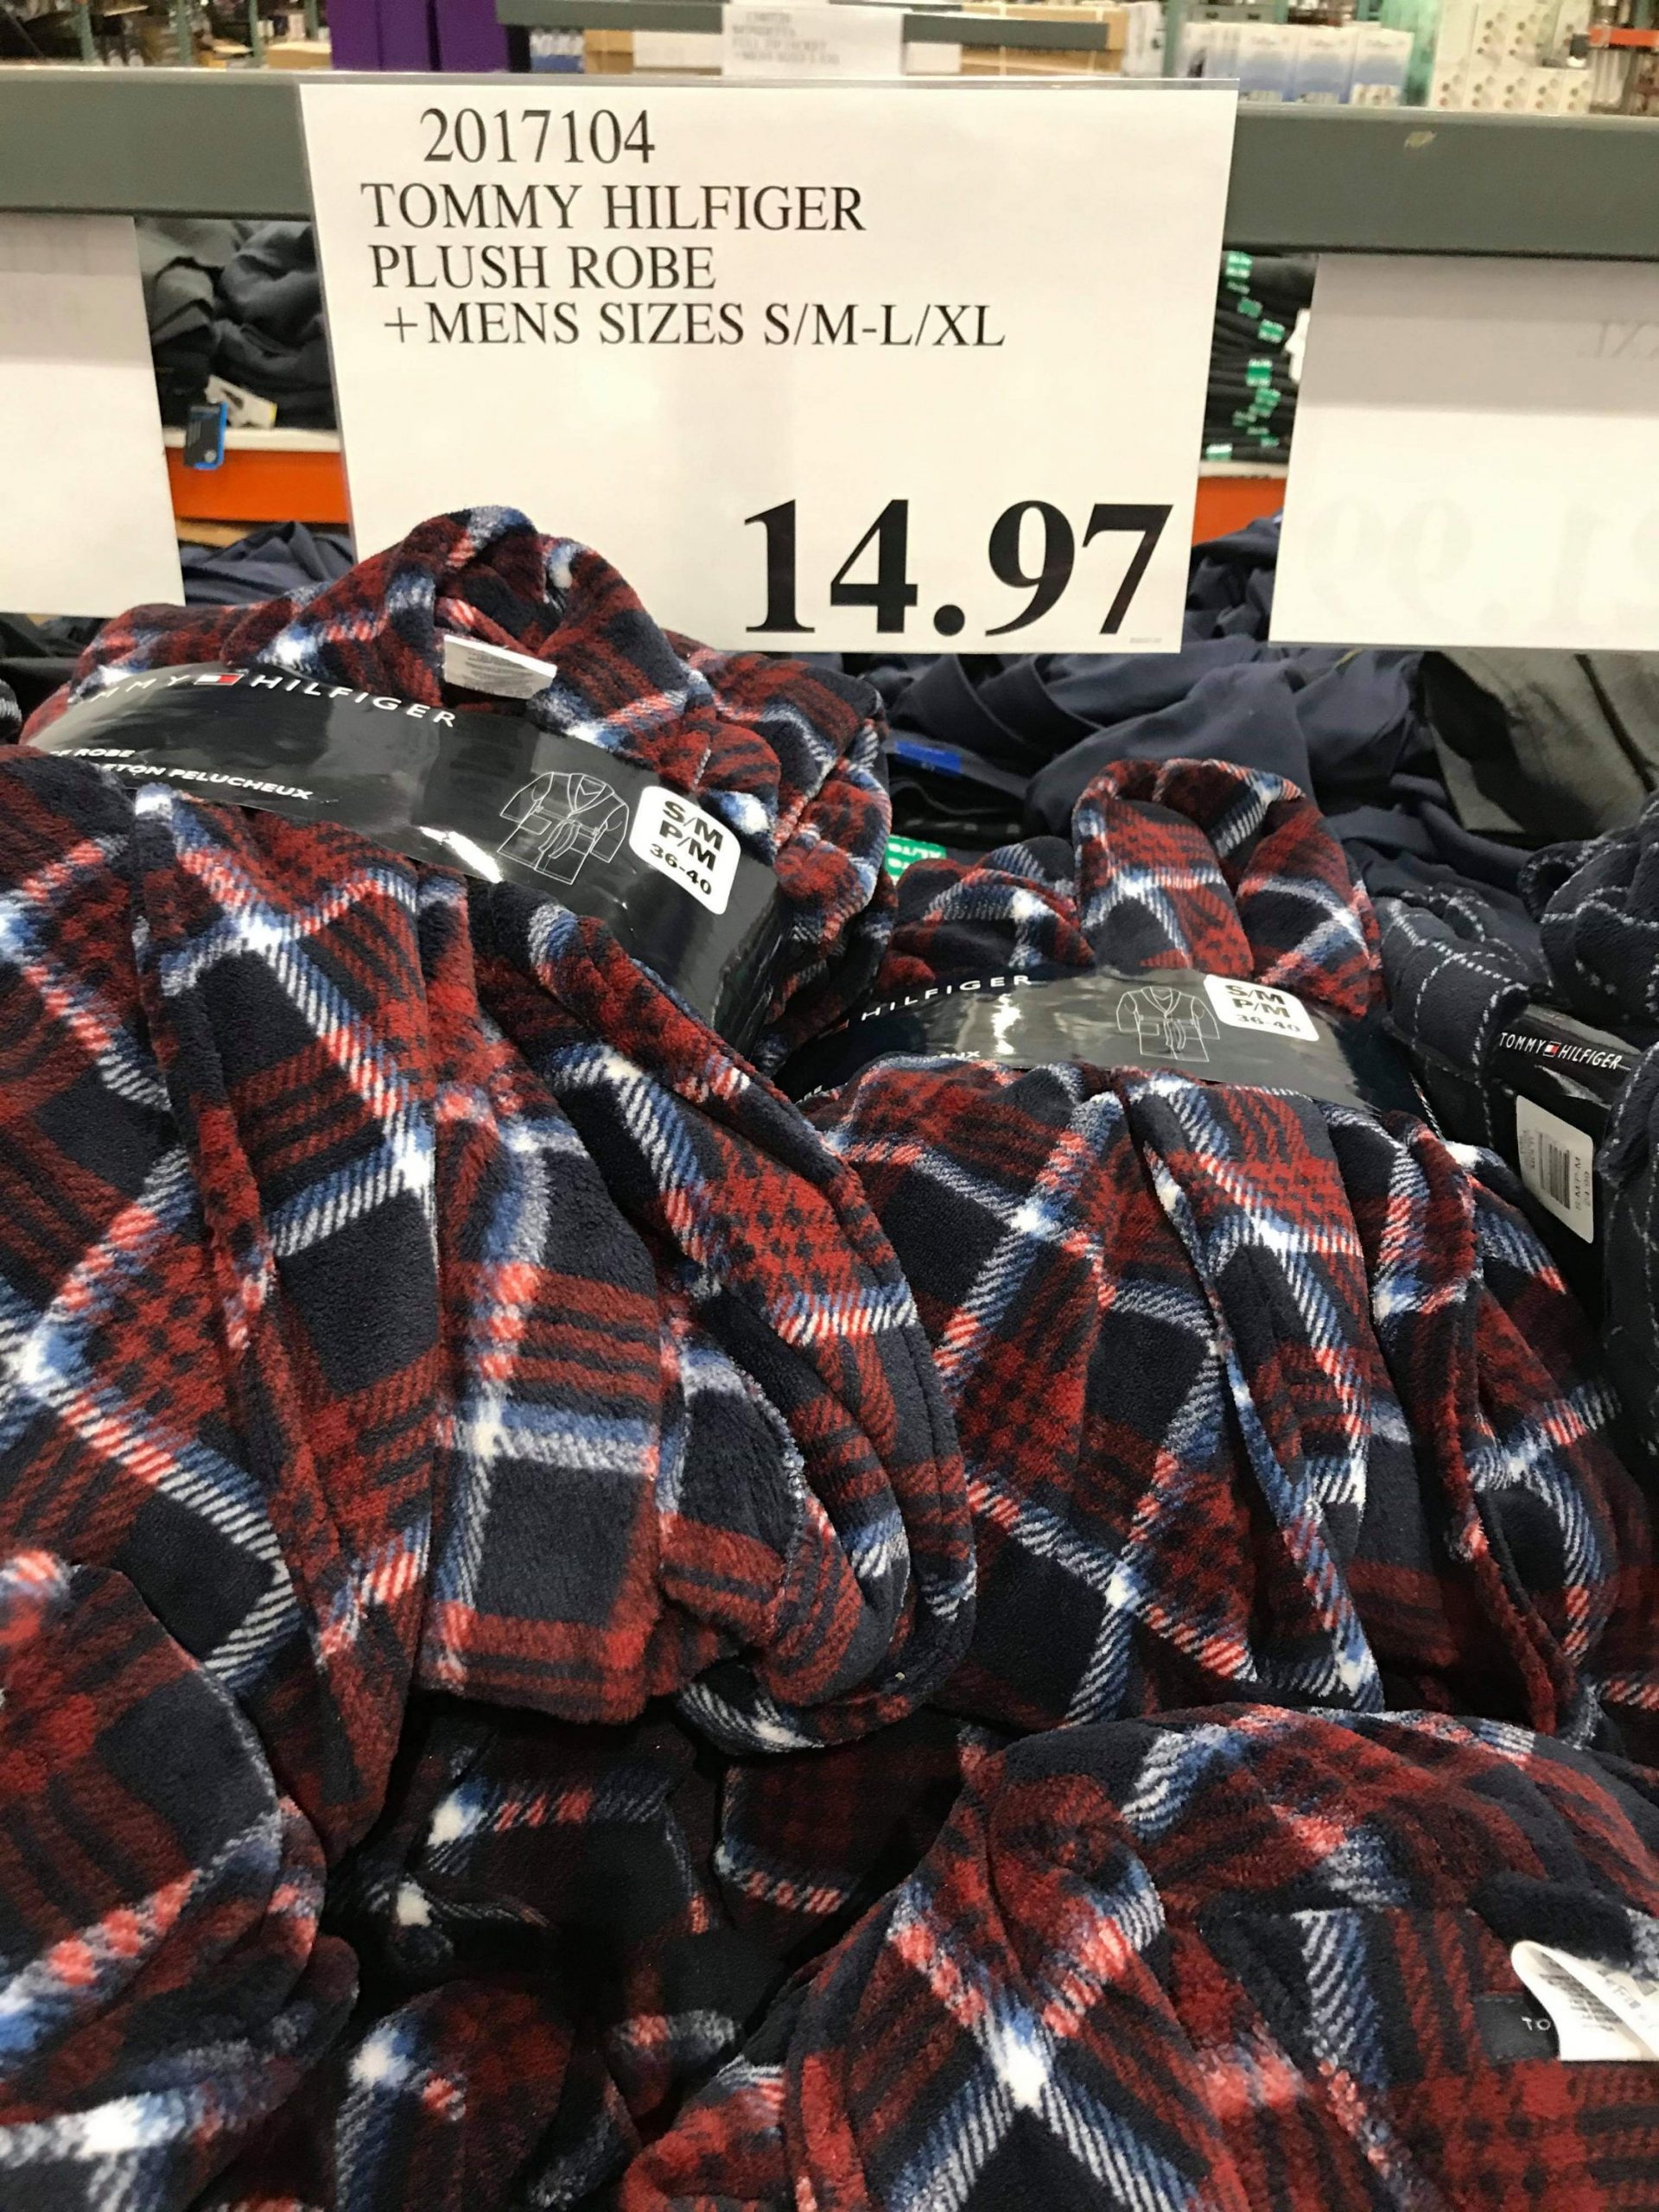 2017104
TOMMY HILFIGER
PLUSH ROBE
+MENS SIZES S/M-L/XL
14.97
HILFIGER
ROBE
PELUCHEUX
S/M
P/M
36-40
HILFIGER
S/M
P/M
36-40
TOMMY HILFIGER